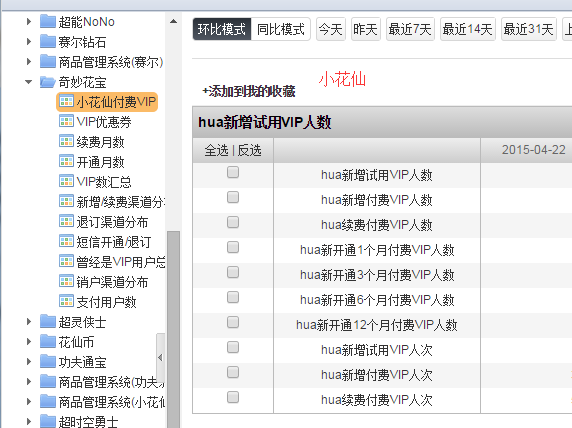 超能NoNo
赛尔钻石
商品管理系统(赛尔)
奇妙花宝
小花仙付费VIP
VIP优惠券
续费月数
开通月数
VIP数汇总
新增/续费渠道分
退订渠道分布
短信开通/退订
曾经是VIP用户总
销户渠道分布
支付用户数
超灵侠士
花仙币
功夫通宝
商品管理系统(功夫
商品管理系统(小花仙
超时空勇士
环比模式 同比模式 今天 昨天 最近7天 最近14天 最近31天
+添加到我的收藏 小花仙
hua新增试用VIP人数
全选 | 反选 2015-04-22
hua新增试用VIP人数
hua新增付费VIP人数
hua续费付费VIP人数
hua新开通1个月付费VIP人数
hua新开通3个月付费VIP人数
hua新开通6个月付费VIP人数
hua新开通12个月付费VIP人数
hua新增试用VIP人次
hua新增付费VIP人次
hua续费付费VIP人次